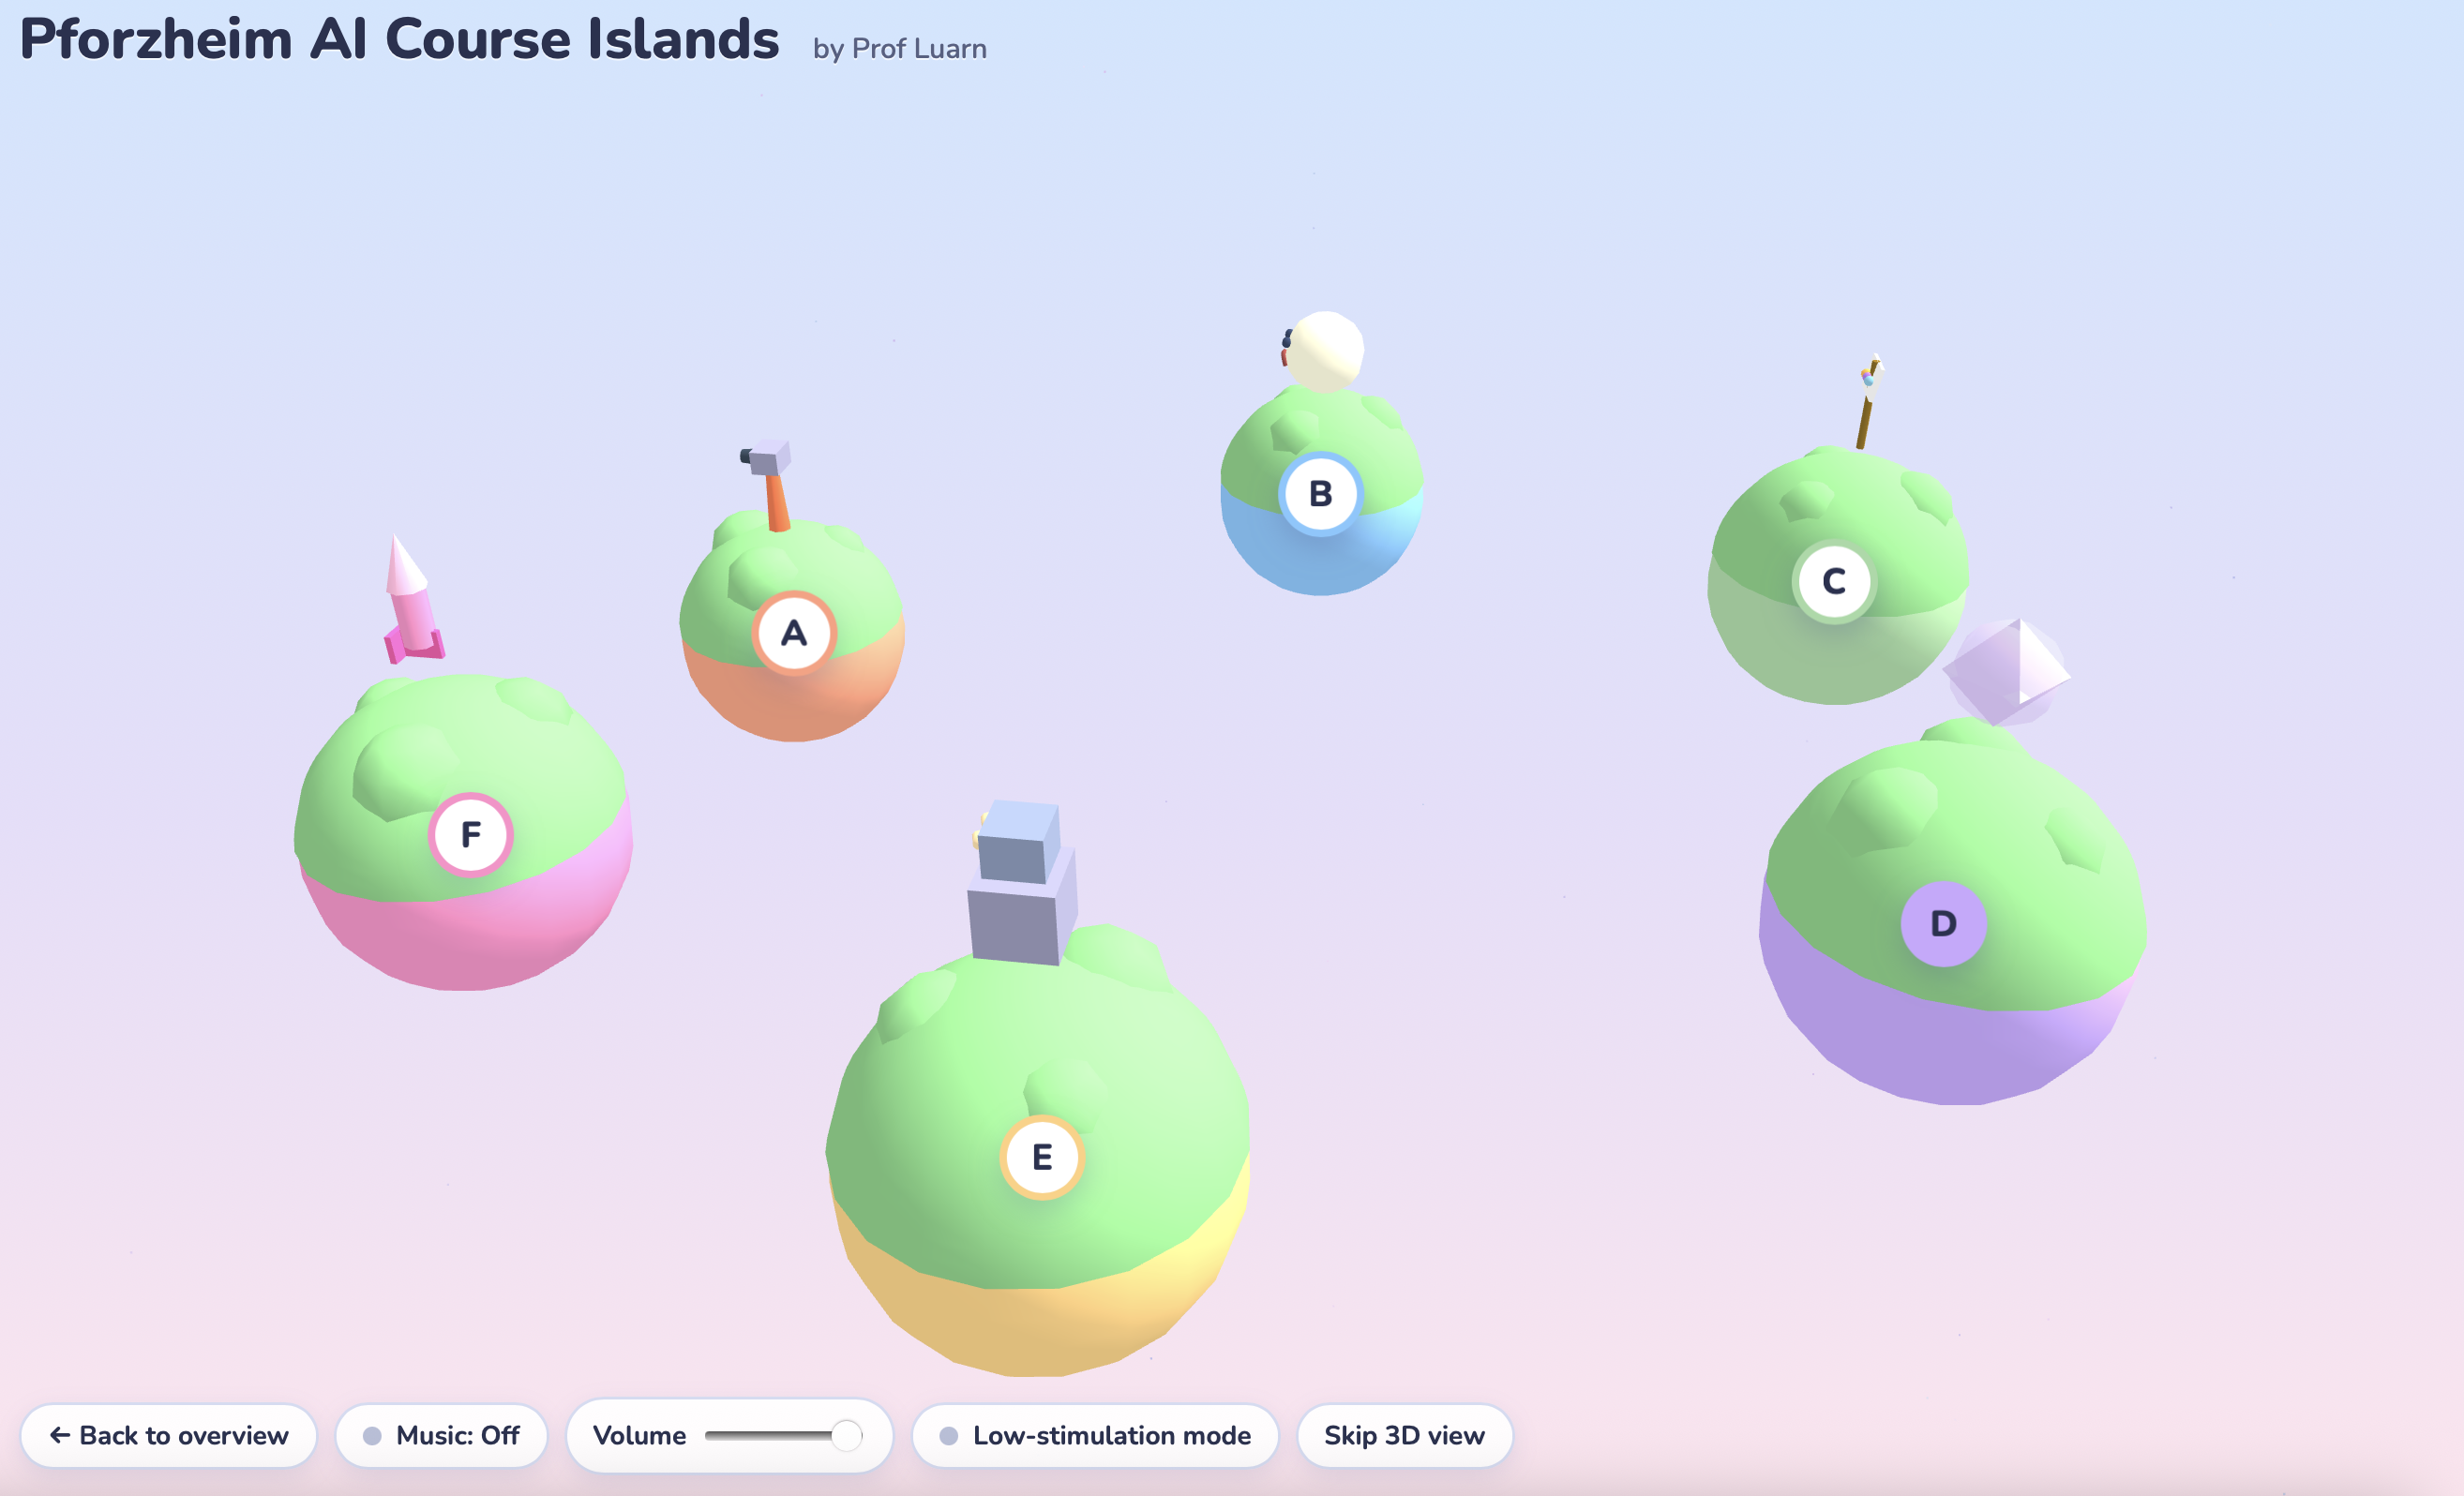 Pforzheim AI Course Islands by Prof Luarn
B
C
A
F
D
E
← Back to overview Music: Off Volume Low-stimulation mode Skip 3D view